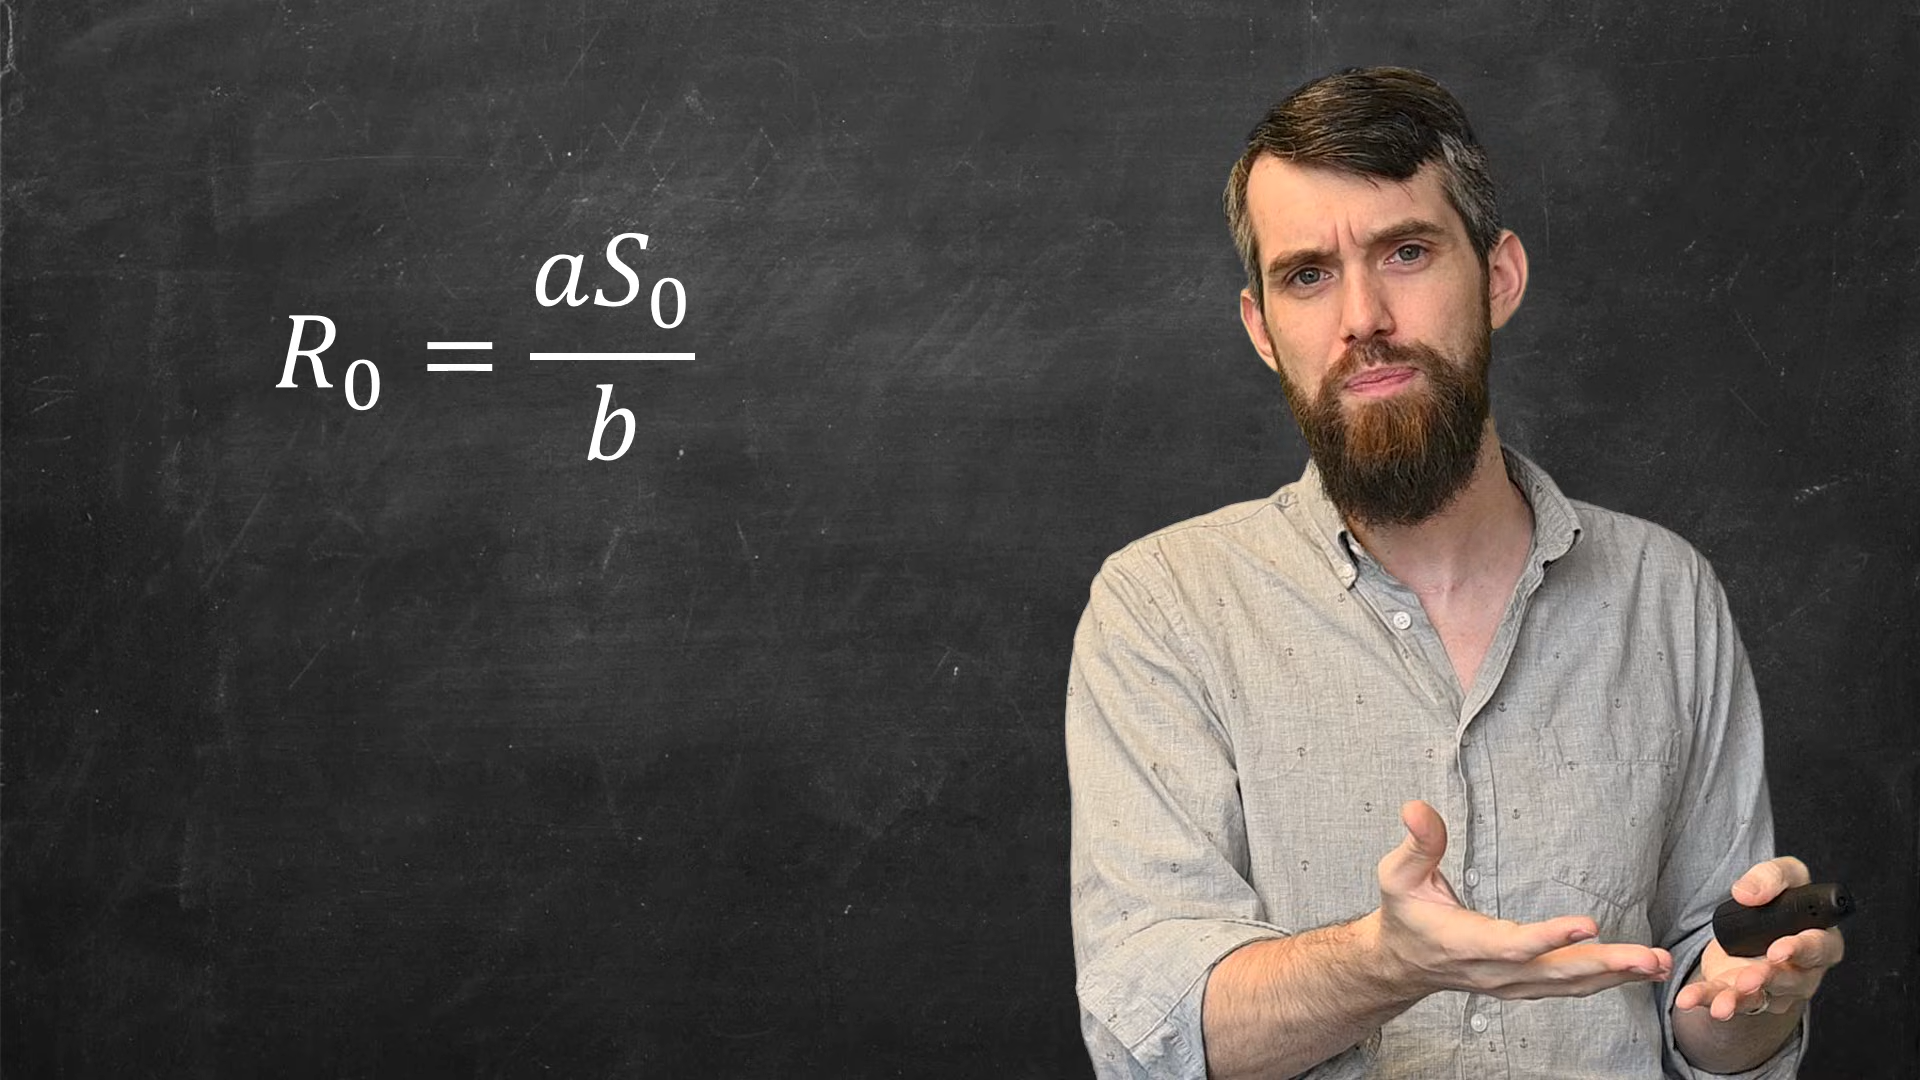 R₀ = aS₀/b